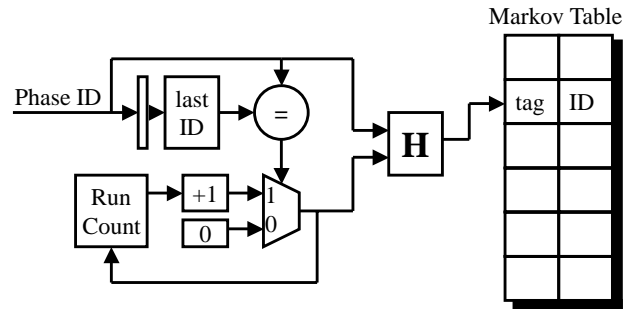 Markov Table
Phase ID
last
ID
=
H
tag
ID
Run
Count
+1
0
1
0